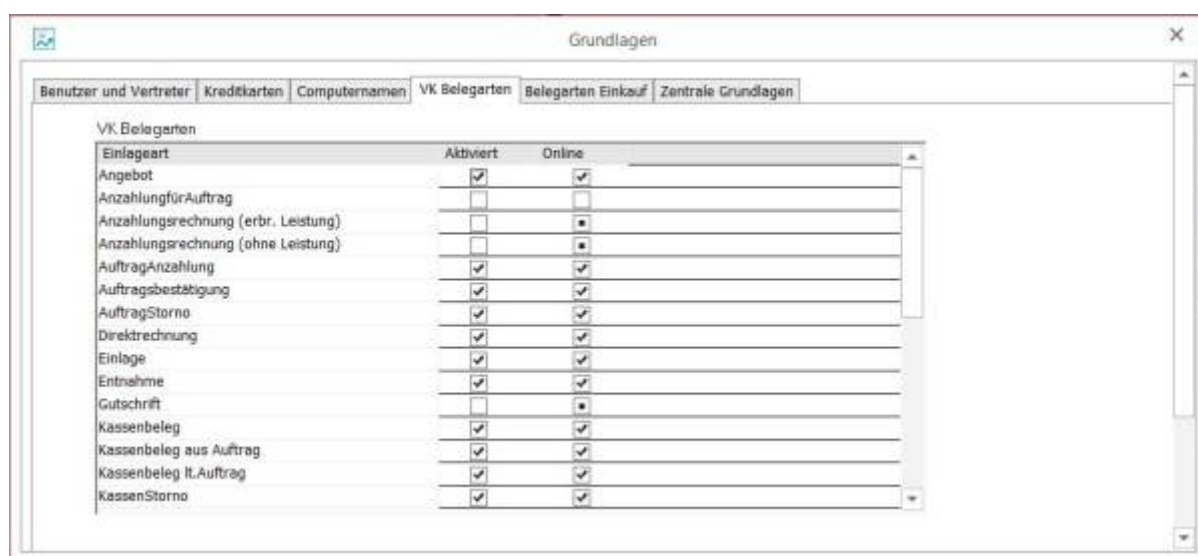 Grundlagen
Benutzer und Vertreter Kreditkarten Computernamen VK Belegarten Belegarten Einkauf Zentrale Grundlagen
VK Belegarten
Einlageart Aktiviert Online
Angebot
AnzahlungfürAuftrag
Anzahlungsrechnung (erbr. Leistung)
Anzahlungsrechnung (ohne Leistung)
AuftragAnzahlung
Auftragsbestätigung
AuftragStorno
Direktrechnung
Einlage
Entnahme
Gutschrift
Kassenbeleg
Kassenbeleg aus Auftrag
Kassenbeleg lt.Auftrag
KassenStorno